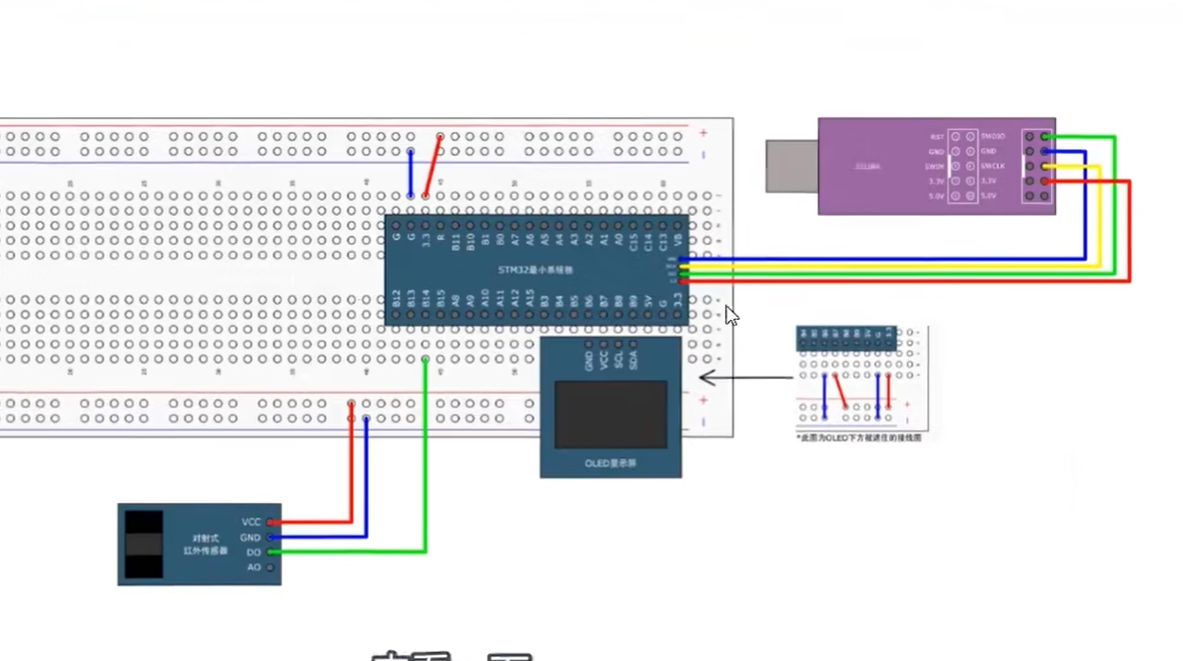 RST SWDIO
GND GND
SWIM SWCLK
3.3V 3.3V
5.0V 5.0V
G G 3.3 R B11 B10 B1 B0 A7 A6 A5 A4 A3 A2 A1 A0 C15 C14 C13 VB
STM32最小系统板
B12 B13 B14 B15 A8 A9 A10 A11 A12 A15 B3 B4 B5 B6 B7 B8 B9 5V G 3.3
GND VCC SCL SDA
OLED显示屏
*此图为OLED下方被遮住的接线图
对射式
红外传感器
VCC
GND
DO
AO